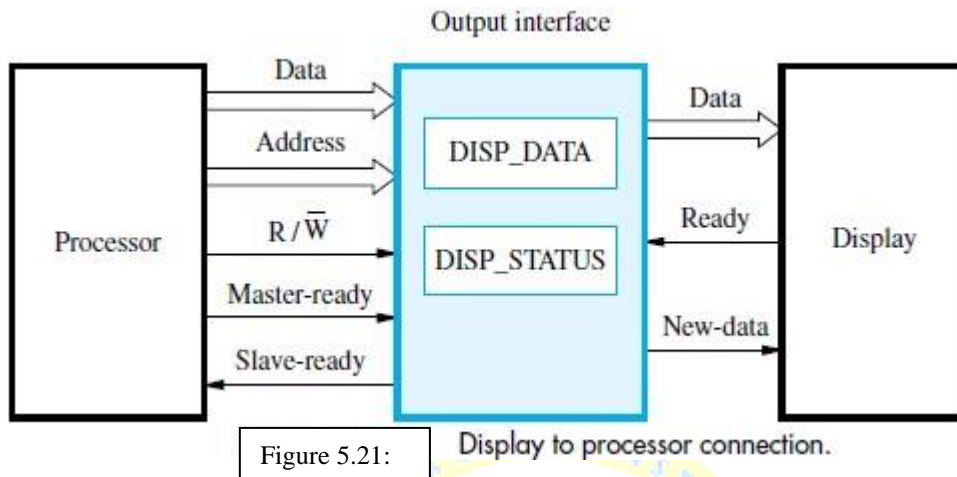 Output interface
Data
Address
R / W̅
Master-ready
Slave-ready
Processor
DISP_DATA
DISP_STATUS
Data
Ready
New-data
Display
Figure 5.21:
Display to processor connection.